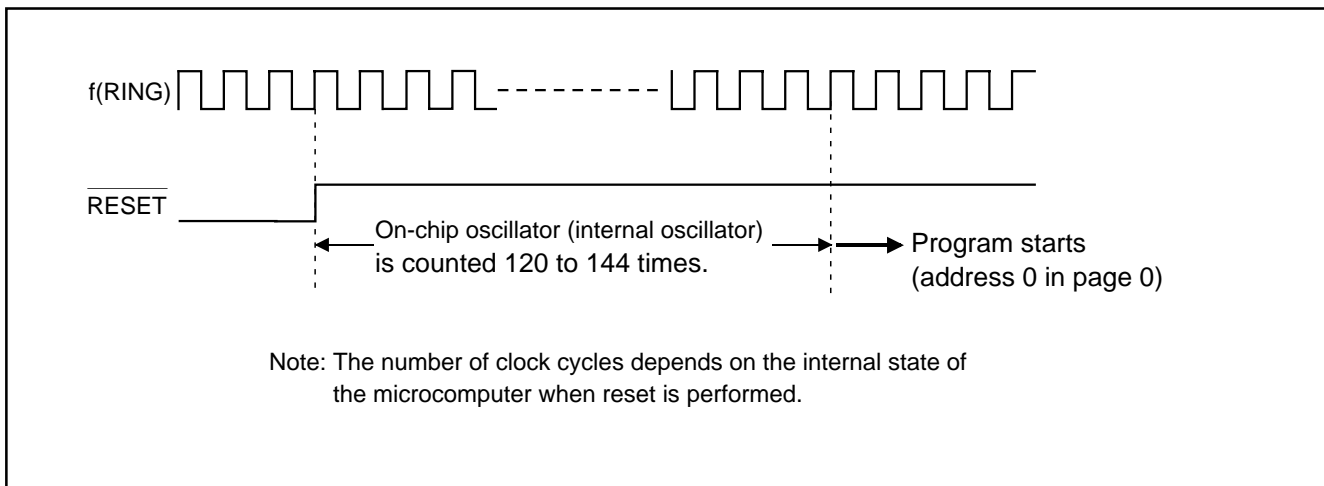 f(RING)
RESET
On-chip oscillator (internal oscillator)
is counted 120 to 144 times.
Program starts
(address 0 in page 0)
Note: The number of clock cycles depends on the internal state of
the microcomputer when reset is performed.